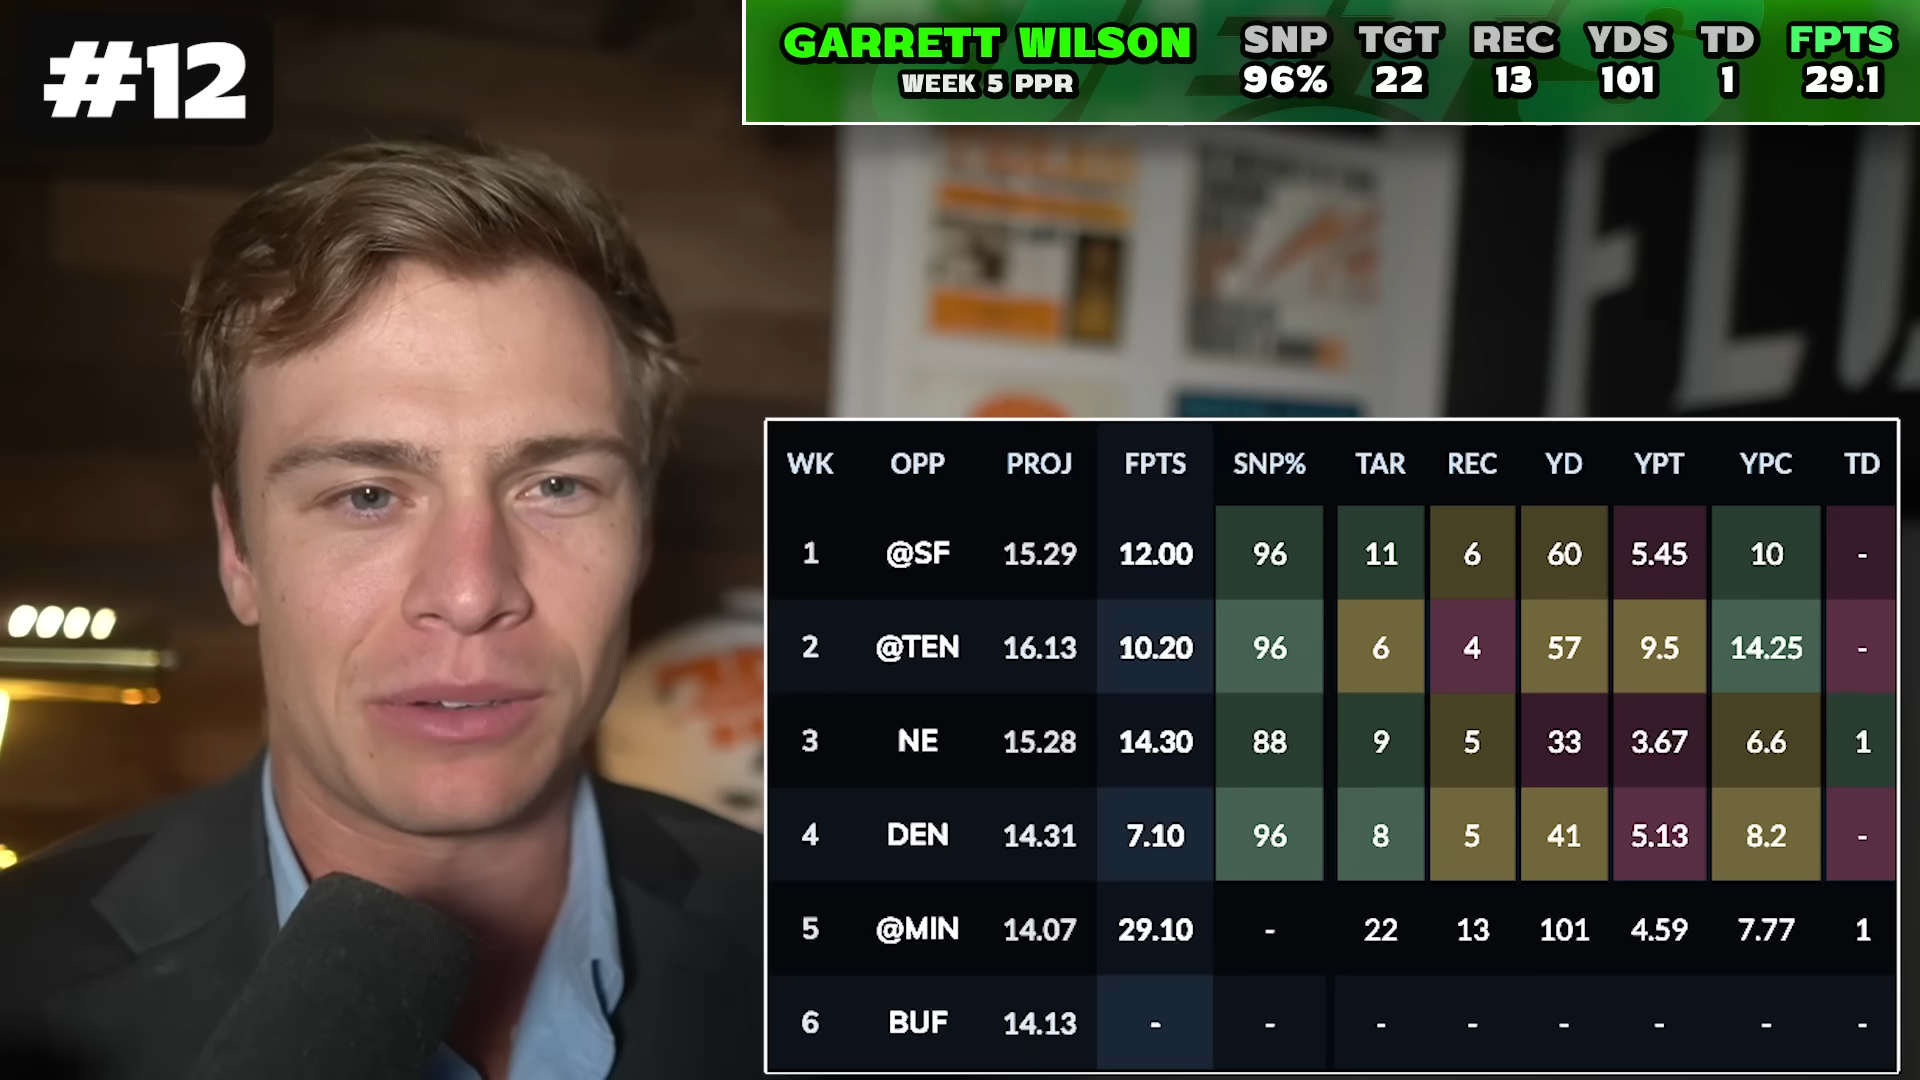 #12
GARRETT WILSON
WEEK 5 PPR
SNP TGT REC YDS TD FPTS
96% 22 13 101 1 29.1
WK OPP PROJ FPTS SNP% TAR REC YD YPT YPC TD
1 @SF 15.29 12.00 96 11 6 60 5.45 10 -
2 @TEN 16.13 10.20 96 6 4 57 9.5 14.25 -
3 NE 15.28 14.30 88 9 5 33 3.67 6.6 1
4 DEN 14.31 7.10 96 8 5 41 5.13 8.2 -
5 @MIN 14.07 29.10 - 22 13 101 4.59 7.77 1
6 BUF 14.13 - - - - - - - -